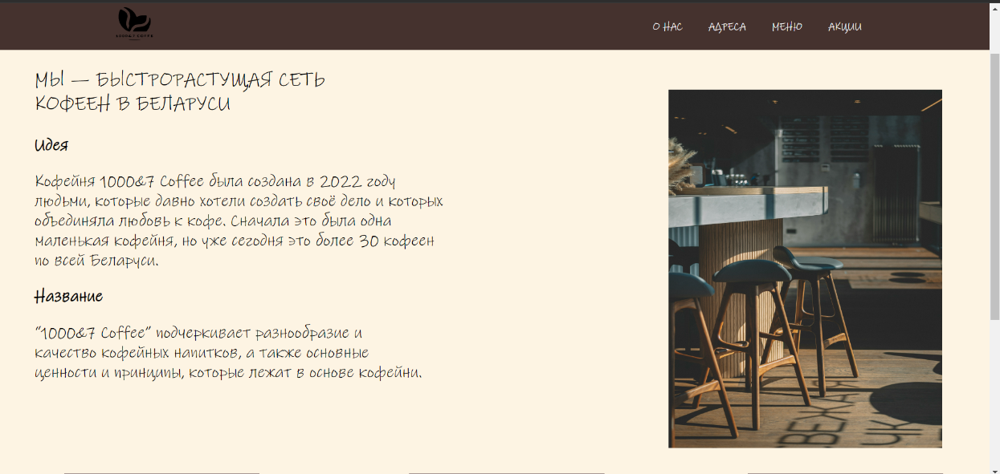 1000&7 COFFE
О НАС
АДРЕСА
МЕНЮ
АКЦИИ
МЫ — БЫСТРОРАСТУЩАЯ СЕТЬ
КОФЕЕН В БЕЛАРУСИ
Идея
Кофейня 1000&7 Coffee была создана в 2022 году
людьми, которые давно хотели создать своё дело и которых
объединяла любовь к кофе. Сначала это была одна
маленькая кофейня, но уже сегодня это более 30 кофеен
по всей Беларуси.
Название
“1000&7 Coffee” подчеркивает разнообразие и
качество кофейных напитков, а также основные
ценности и принципы, которые лежат в основе кофейни.